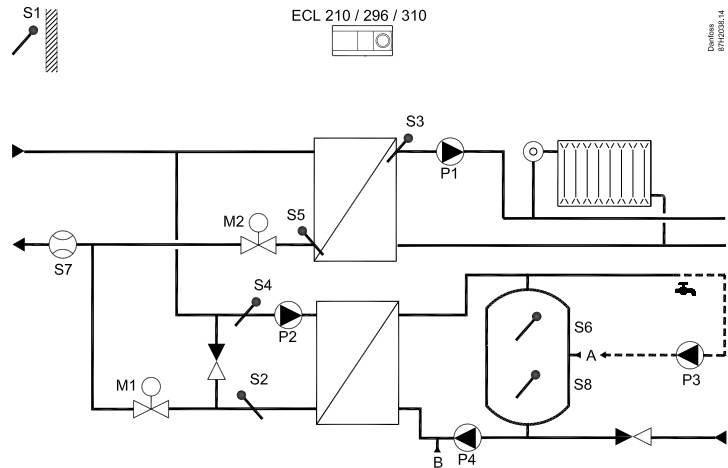 S1
ECL 210 / 296 / 310
Danfoss
87H2038.14
S3
P1
M2
S5
S7
S4
P2
S6
A
S8
P3
M1
S2
B
P4